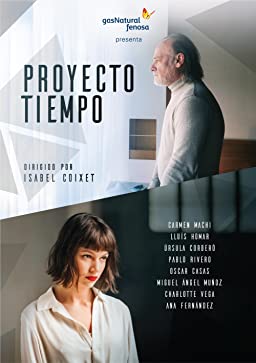 gasNatural
fenosa
presenta
PROYECTO
TIEMPO
DIRIGIDO POR
ISABEL COIXET
CARMEN MACHI
LLUÍS HOMAR
ÚRSULA CORBERÓ
PABLO RIVERO
OSCAR CASAS
MIGUEL ÁNGEL MUÑOZ
CHARLOTTE VEGA
ANA FERNÁNDEZ